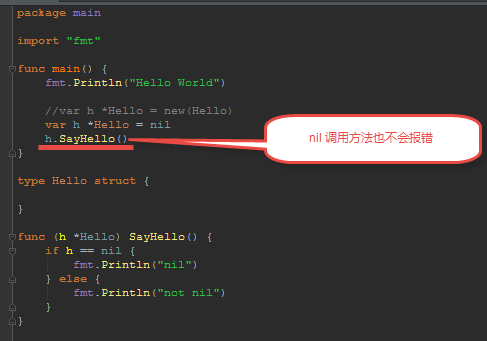 package main
import "fmt"
func main() {
fmt.Println("Hello World")
//var h *Hello = new(Hello)
var h *Hello = nil
h.SayHello()
nil 调用方法也不会报错
}
type Hello struct {
}
func (h *Hello) SayHello() {
if h == nil {
fmt.Println("nil")
} else {
fmt.Println("not nil")
}
}